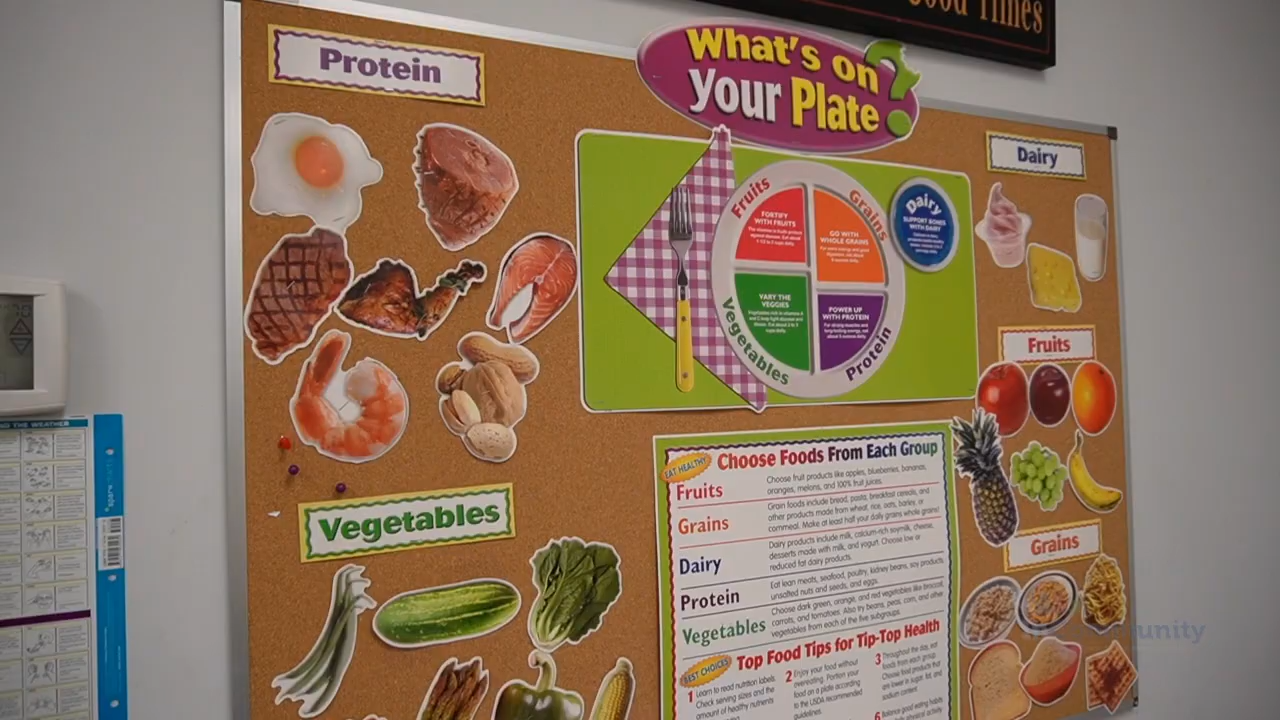 Good Times
What's on
your Plate?
Protein
Dairy
Fruits
Grains
Dairy
SUPPORT BONES
WITH DAIRY
FORTIFY
WITH FRUITS
GO WITH
WHOLE GRAINS
VARY THE
VEGGIES
POWER UP
WITH PROTEIN
Vegetables
Protein
Fruits
EAT HEALTHY
Choose Foods From Each Group
Fruits
Choose fruit products like apples, blueberries, bananas,
oranges, melons, and 100% fruit juices.
Grains
Grain foods include bread, pasta, breakfast cereals, and
other products made from wheat, rice, oats, barley, or
cornmeal. Make at least half your daily grains whole grains!
Dairy
Dairy products include milk, calcium-rich soymilk, cheese,
desserts made with milk, and yogurt. Choose low or
reduced fat dairy products.
Protein
Eat lean meats, seafood, poultry, kidney beans, soy products,
unsalted nuts and seeds, and eggs.
Vegetables
Choose dark green, orange, and red vegetables like broccoli,
carrots, and tomatoes. Also try beans, peas, corn, and other
vegetables from each of the five subgroups.
BEST CHOICES
Top Food Tips for Tip-Top Health
1 Learn to read nutrition labels.
Check serving sizes and the
amount of healthy nutrients
2 Enjoy your food without
overeating. Portion your
food on a plate according
to the USDA recommended
guidelines.
3 Throughout the day, eat
foods from each group.
Choose food products that
are lower in sugar, fat, and
sodium content.
6 Balance good eating habits
Vegetables
Grains
THE WEATHER